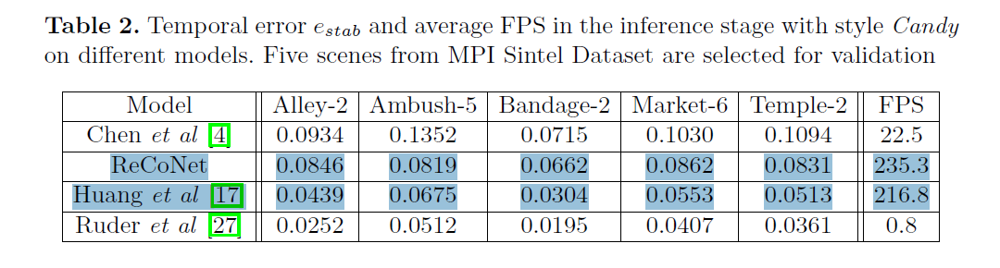 Table 2. Temporal error e_stab and average FPS in the inference stage with style Candy
on different models. Five scenes from MPI Sintel Dataset are selected for validation
Model Alley-2 Ambush-5 Bandage-2 Market-6 Temple-2 FPS
Chen et al [4] 0.0934 0.1352 0.0715 0.1030 0.1094 22.5
ReCoNet 0.0846 0.0819 0.0662 0.0862 0.0831 235.3
Huang et al [17] 0.0439 0.0675 0.0304 0.0553 0.0513 216.8
Ruder et al [27] 0.0252 0.0512 0.0195 0.0407 0.0361 0.8